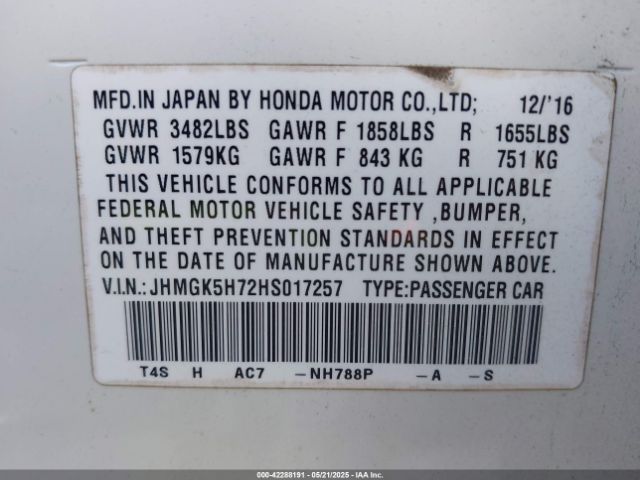 MFD.IN JAPAN BY HONDA MOTOR CO.,LTD; 12/'16
GVWR 3482LBS GAWR F 1858LBS R 1655LBS
GVWR 1579KG GAWR F 843 KG R 751 KG
THIS VEHICLE CONFORMS TO ALL APPLICABLE
FEDERAL MOTOR VEHICLE SAFETY ,BUMPER,
AND THEFT PREVENTION STANDARDS IN EFFECT
ON THE DATE OF MANUFACTURE SHOWN ABOVE.
V.I.N.:JHMGK5H72HS017257 TYPE:PASSENGER CAR
T4S H AC7 -NH788P -A -S
000-42288191 - 05/21/2025 - IAAI.COM